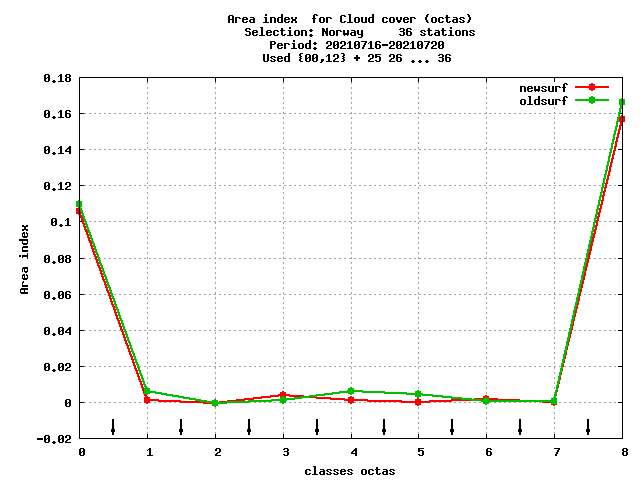 Area index  for Cloud cover (octas)
Selection: Norway     36 stations
Period: 20210716-20210720
Used {00,12} + 25 26 ... 36
newsurf
oldsurf
0.18
0.16
0.14
0.12
0.1
0.08
0.06
0.04
0.02
0
-0.02
Area index
0 1 2 3 4 5 6 7 8
classes octas